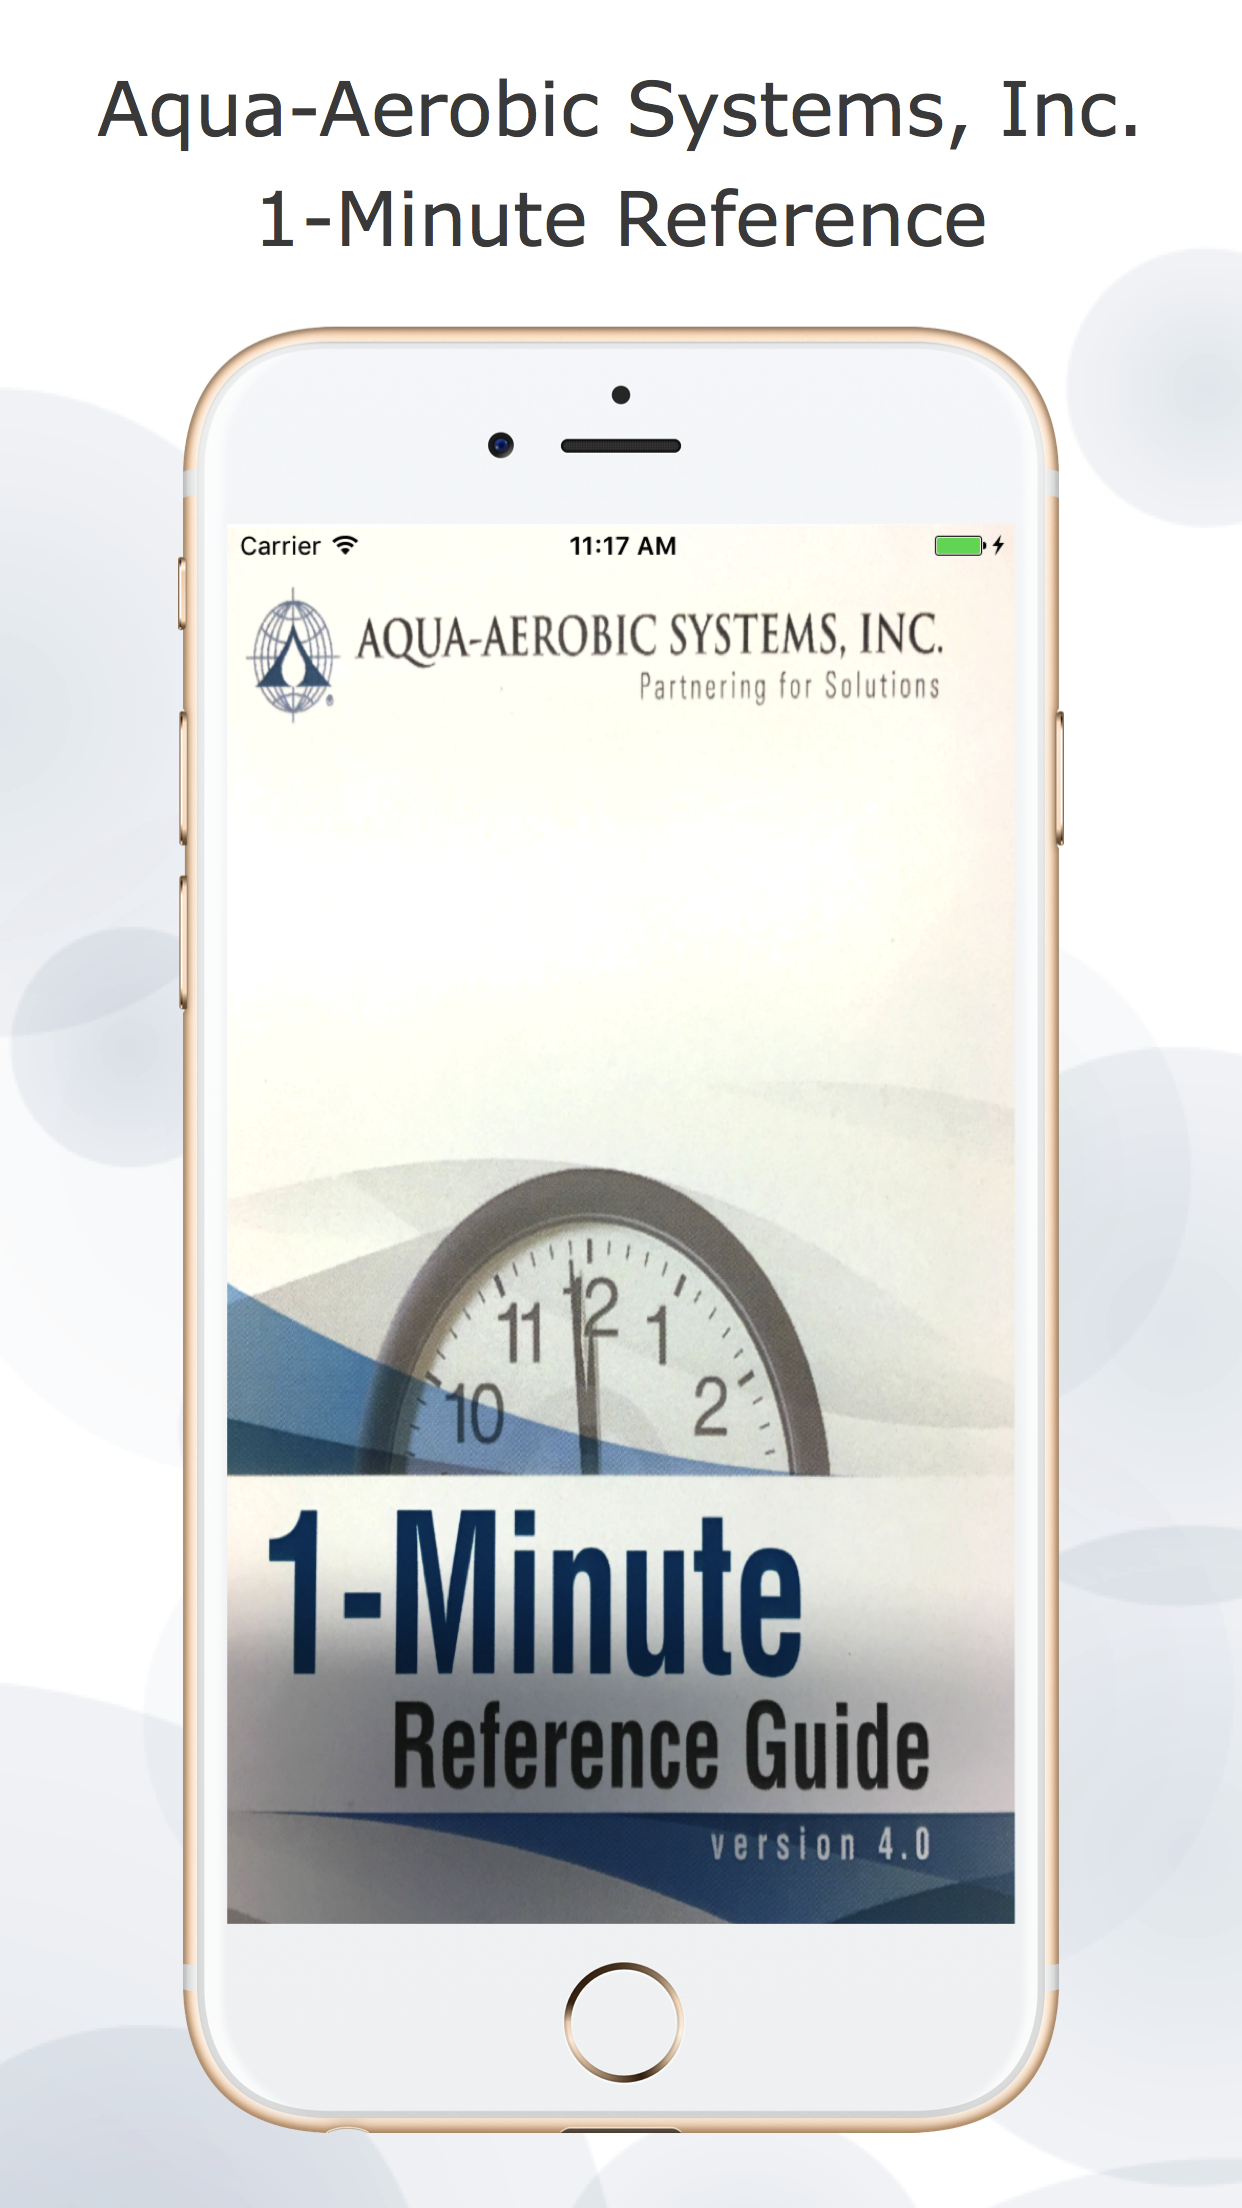 Aqua-Aerobic Systems, Inc.
1-Minute Reference
Carrier 11:17 AM
AQUA-AEROBIC SYSTEMS, INC.
®
Partnering for Solutions
12
11 1
10 2
1-Minute
Reference Guide
version 4.0